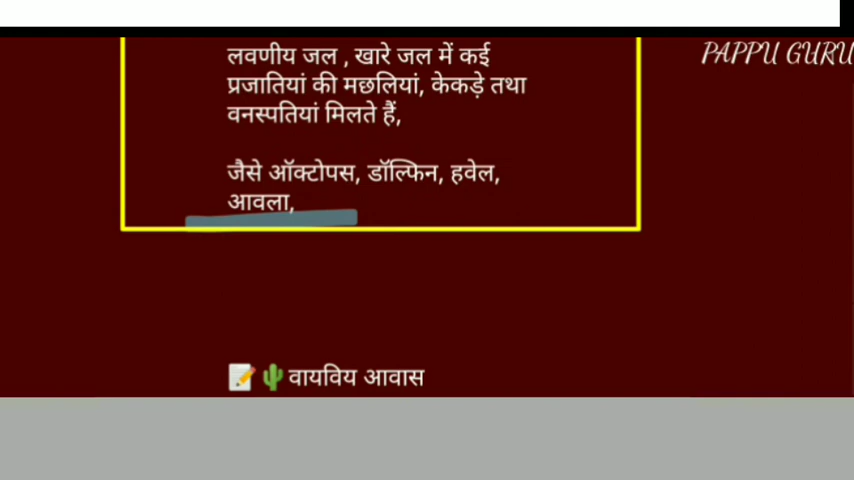 लवणीय जल , खारे जल में कई
PAPPU GURU
प्रजातियां की मछलियां, केकड़े तथा
वनस्पतियां मिलते हैं,
जैसे ऑक्टोपस, डॉल्फिन, हवेल,
आवला,
वायविय आवास